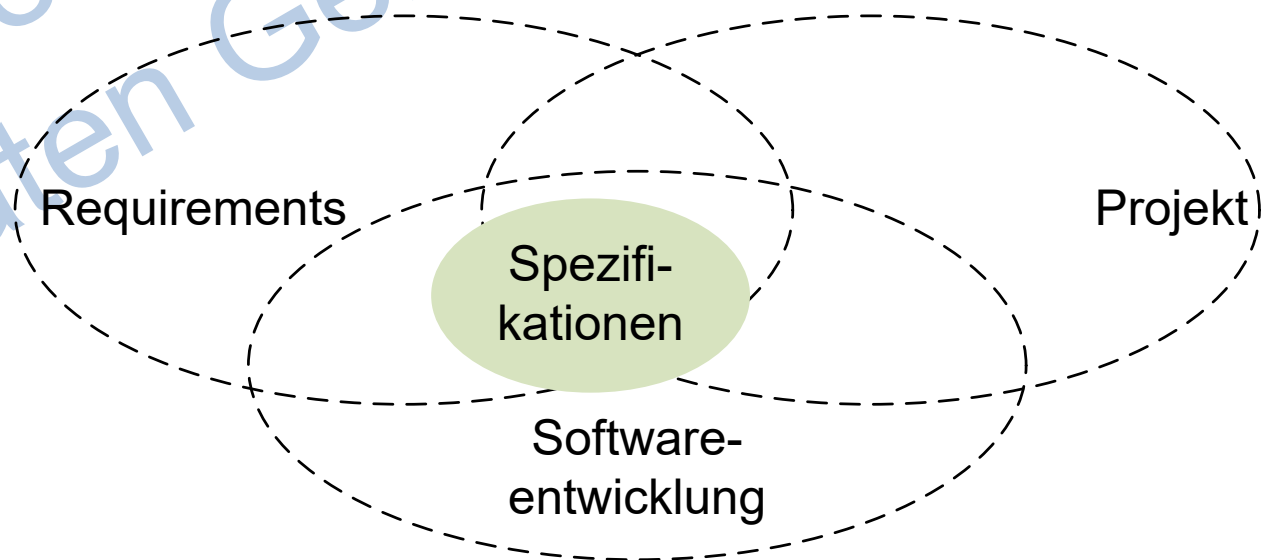 Requirements
Projekt
Spezifi-
kationen
Software-
entwicklung